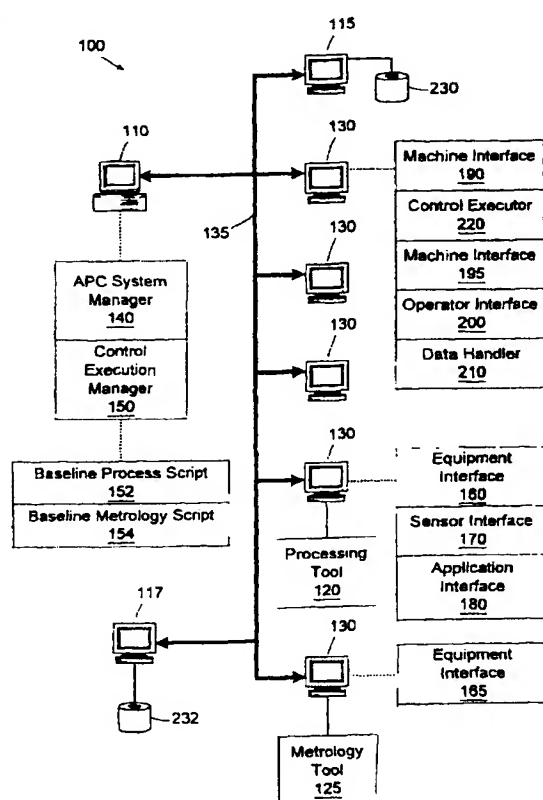 100
115
230
110
130
Machine Interface
190
Control Executor
220
135
130
Machine Interface
195
Operator Interface
200
APC System
Manager
140
130
Data Handler
210
Control
Execution
Manager
150
130
Equipment
Interface
160
Baseline Process Script
152
Baseline Metrology Script
154
Sensor Interface
170
Processing
Tool
120
Application
Interface
180
117
130
Equipment
Interface
165
232
Metrology
Tool
125